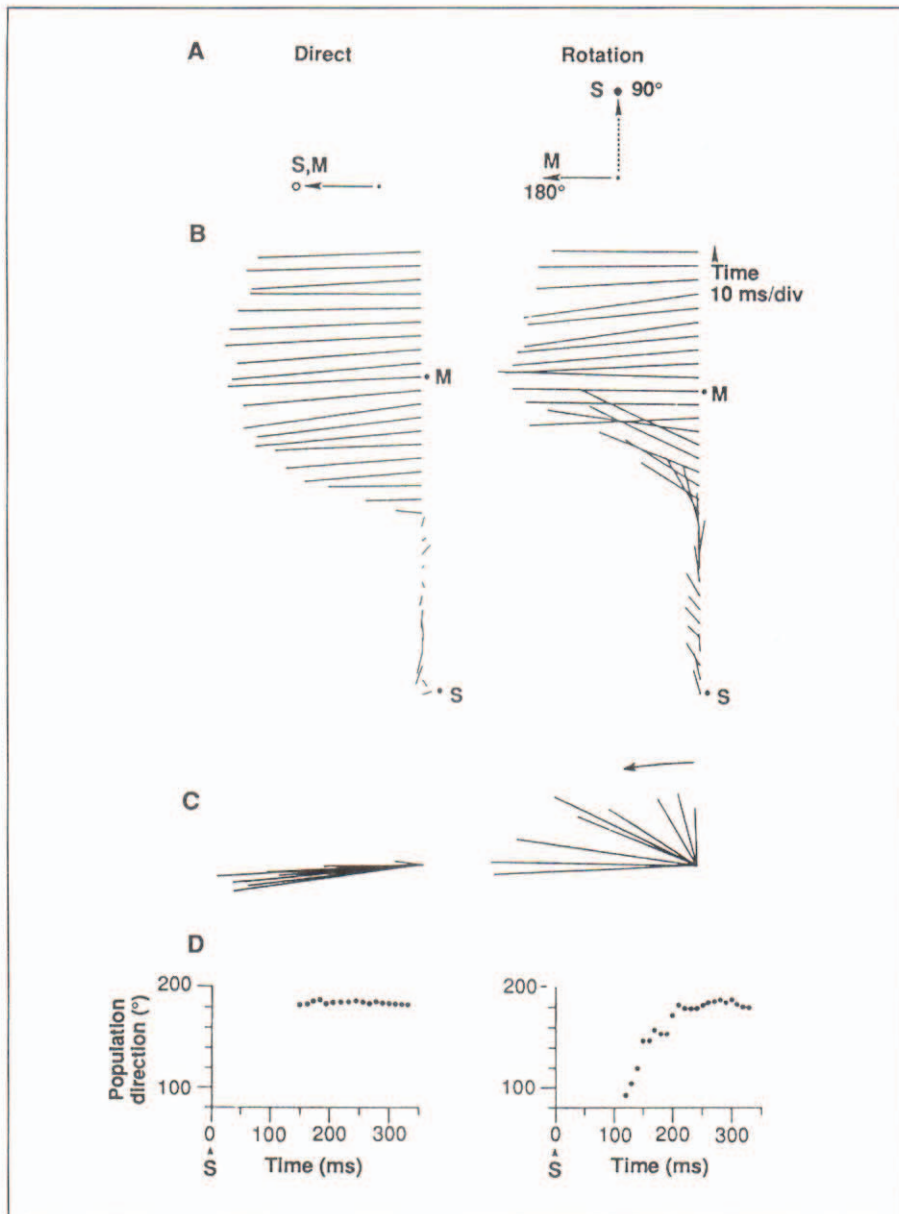 A
Direct
Rotation
S 90°
S,M
M
180°
B
Time
10 ms/div
M
M
S
S
C
D
Population
direction (°)
200
100
0 100 200 300
S
Time (ms)
200
100
0 100 200 300
S
Time (ms)